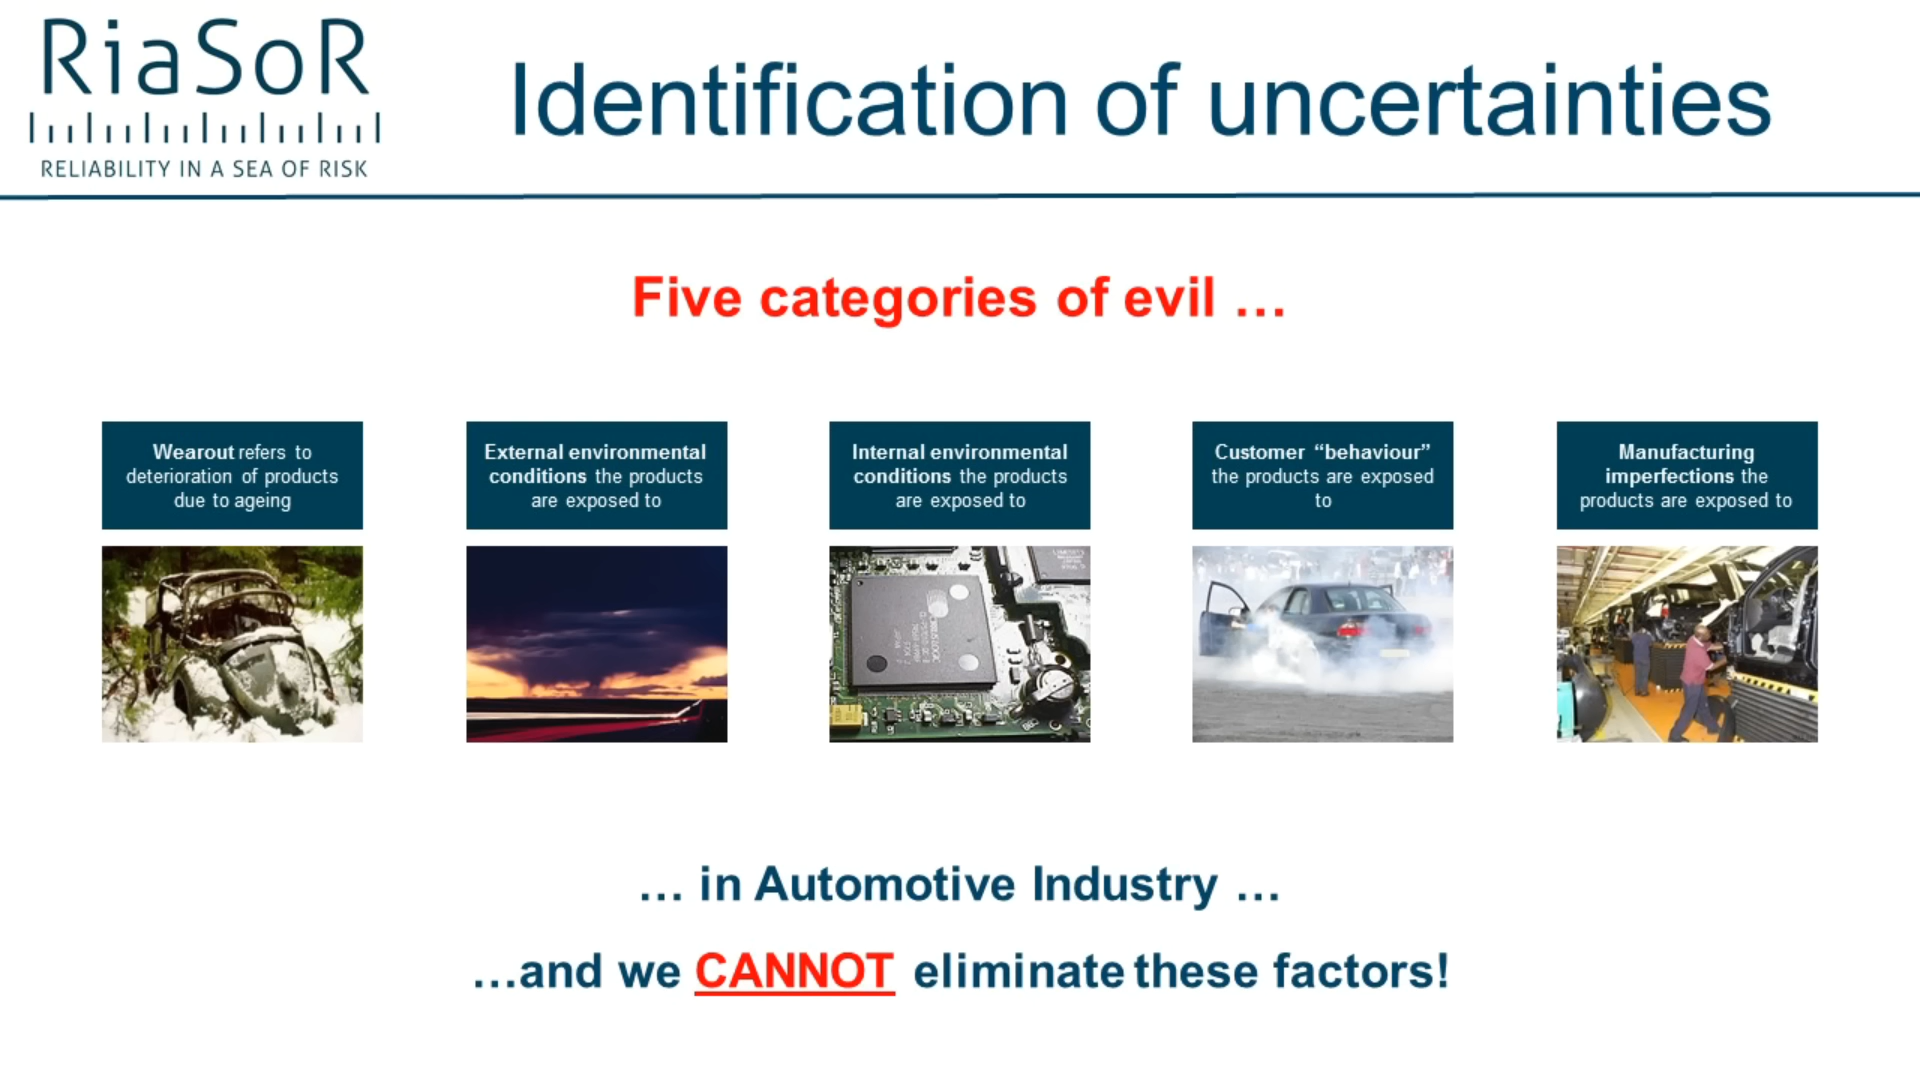 RiaSoR
RELIABILITY IN A SEA OF RISK
Identification of uncertainties
Five categories of evil …
Wearout refers to
deterioration of products
due to ageing
External environmental
conditions the products
are exposed to
Internal environmental
conditions the products
are exposed to
Customer “behaviour”
the products are exposed
to
Manufacturing
imperfections the
products are exposed to
… in Automotive Industry …
…and we CANNOT eliminate these factors!